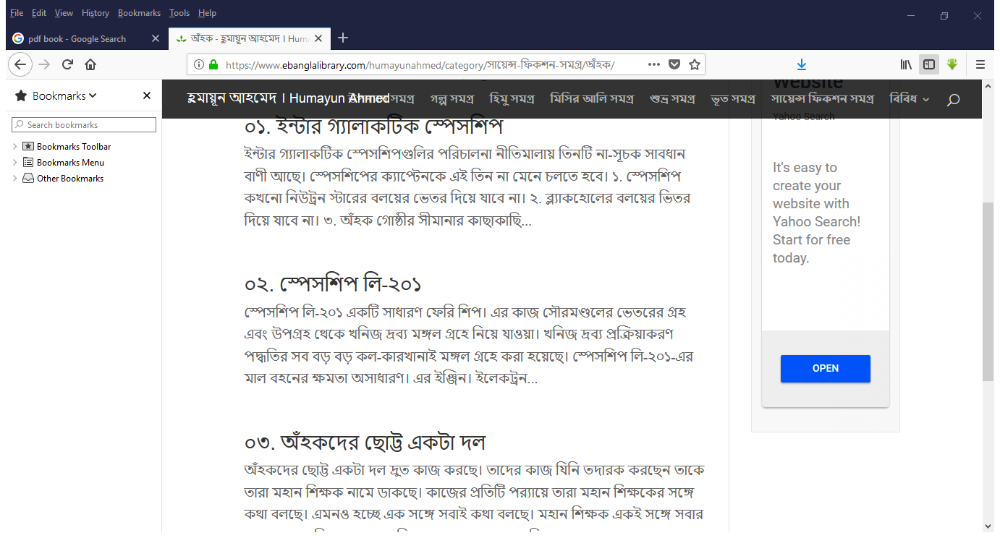 File Edit View History Bookmarks Tools Help
pdf book - Google Search
অঁহক - হুমায়ূন আহমেদ । Hum
https://www.ebanglalibrary.com/humayunahmed/category/সায়েন্স-ফিকশন-সমগ্র/অঁহক/
Bookmarks
Search bookmarks
Bookmarks Toolbar
Bookmarks Menu
Other Bookmarks
হুমায়ূন আহমেদ । Humayun Ahmed সমগ্র গল্প সমগ্র হিমু সমগ্র মিসির আলি সমগ্র শুভ্র সমগ্র ভূত সমগ্র সায়েন্স ফিকশন সমগ্র বিবিধ
০১. ইন্টার গ্যালাকটিক স্পেসশিপ
ইন্টার গ্যালাকটিক স্পেসশিপগুলির পরিচালনা নীতিমালায় তিনটি না-সূচক সাবধান
বাণী আছে। স্পেসশিপের ক্যাপ্টেনকে এই তিন না মেনে চলতে হবে। ১. স্পেসশিপ
কখনো নিউট্রন স্টারের বলয়ের ভেতর দিয়ে যাবে না। ২. ব্ল্যাকহোলের বলয়ের ভিতর
দিয়ে যাবে না। ৩. অঁহক গোষ্ঠীর সীমানার কাছাকাছি...
০২. স্পেসশিপ লি-২০১
স্পেসশিপ লি-২০১ একটি সাধারণ ফেরি শিপ। এর কাজ সৌরমণ্ডলের ভেতরের গ্রহ
এবং উপগ্রহ থেকে খনিজ দ্রব্য মঙ্গল গ্রহে নিয়ে যাওয়া। খনিজ দ্রব্য প্রক্রিয়াকরণ
পদ্ধতির সব বড় বড় কল-কারখানাই মঙ্গল গ্রহে করা হয়েছে। স্পেসশিপ লি-২০১-এর
মাল বহনের ক্ষমতা অসাধারণ। এর ইঞ্জিন। ইলেকট্রন...
০৩. অঁহকদের ছোট্ট একটা দল
অঁহকদের ছোট্ট একটা দল দ্রুত কাজ করছে। তাদের কাজ যিনি তদারক করছেন তাকে
তারা মহান শিক্ষক নামে ডাকছে। কাজের প্রতিটি পর‍্যায়ে তারা মহান শিক্ষকের সঙ্গে
কথা বলছে। এমনও হচ্ছে এক সঙ্গে সবাই কথা বলছে। মহান শিক্ষক একই সঙ্গে সবার
Website
Yahoo Search
It's easy to
create your
website with
Yahoo Search!
Start for free
today.
OPEN